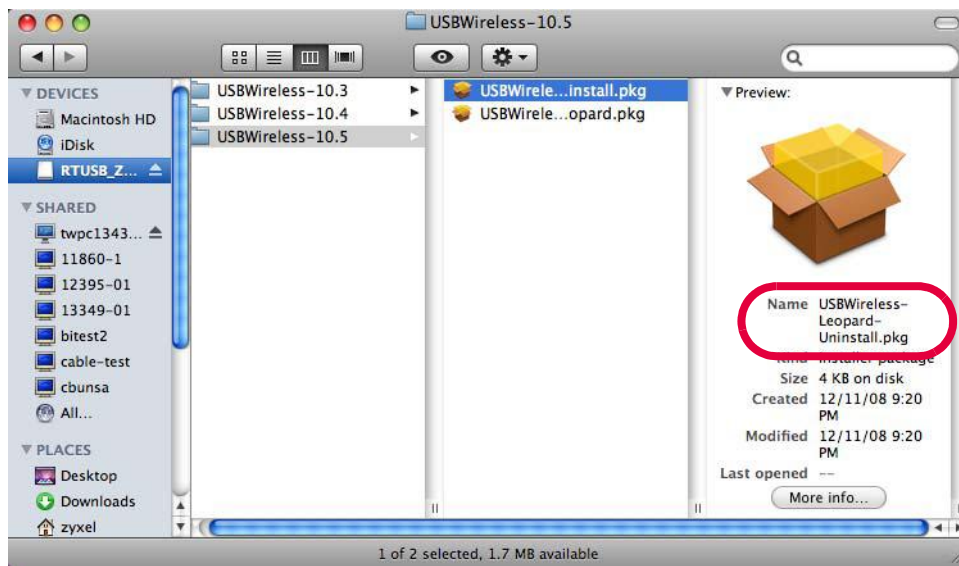 USBWireless-10.5
DEVICES
Macintosh HD
iDisk
RTUSB_Z...
SHARED
twpc1343...
11860-1
12395-01
13349-01
bitest2
cable-test
cbunsa
All...
PLACES
Desktop
Downloads
zyxel
USBWireless-10.3
USBWireless-10.4
USBWireless-10.5
USBWirele...install.pkg
USBWirele...opard.pkg
Preview:
Name USBWireless-
Leopard-
Uninstall.pkg
Kind Installer package
Size 4 KB on disk
Created 12/11/08 9:20
PM
Modified 12/11/08 9:20
PM
Last opened --
More info...
1 of 2 selected, 1.7 MB available